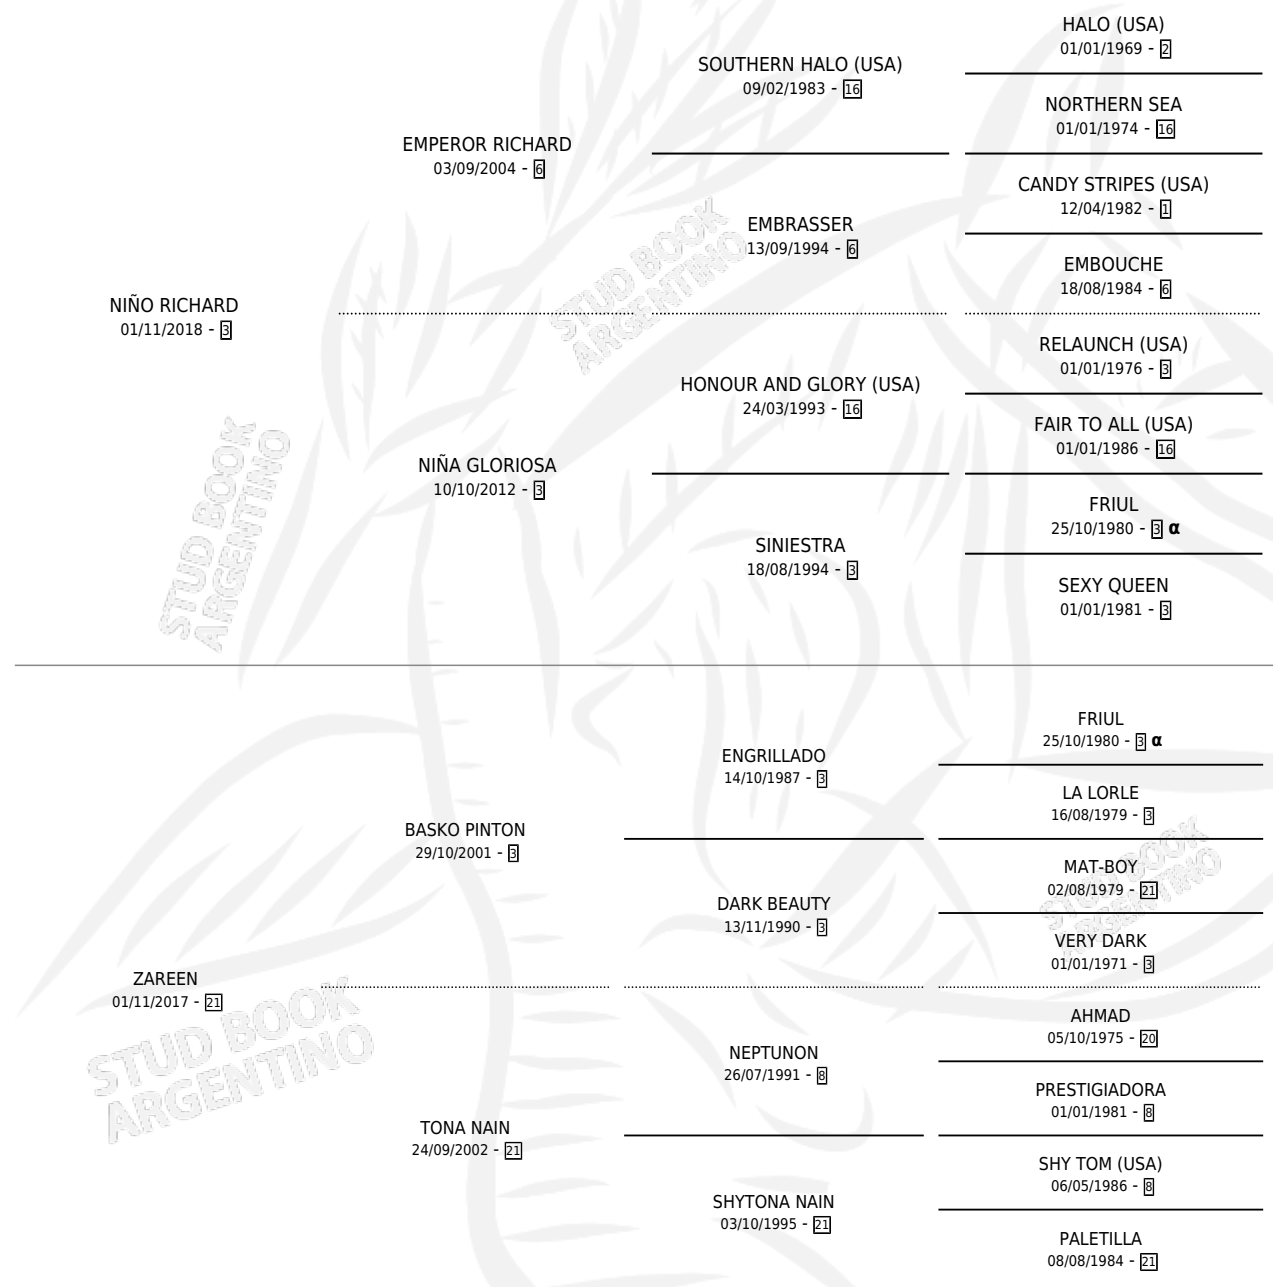 HALO (USA)
01/01/1969 - 2
SOUTHERN HALO (USA)
09/02/1983 - 16
NORTHERN SEA
01/01/1974 - 16
EMPEROR RICHARD
03/09/2004 - 6
CANDY STRIPES (USA)
12/04/1982 - 1
EMBRASSER
13/09/1994 - 6
EMBOUCHE
18/08/1984 - 6
STUD BOOK
ARGENTINO
NIÑO RICHARD
01/11/2018 - 3
RELAUNCH (USA)
01/01/1976 - 3
HONOUR AND GLORY (USA)
24/03/1993 - 16
FAIR TO ALL (USA)
01/01/1986 - 16
NIÑA GLORIOSA
10/10/2012 - 3
FRIUL
25/10/1980 - 3 α
SINIESTRA
18/08/1994 - 3
SEXY QUEEN
01/01/1981 - 3
STUD BOOK
ARGENTINO
FRIUL
25/10/1980 - 3 α
ENGRILLADO
14/10/1987 - 3
LA LORLE
16/08/1979 - 3
BASKO PINTON
29/10/2001 - 3
MAT-BOY
02/08/1979 - 21
DARK BEAUTY
13/11/1990 - 3
VERY DARK
01/01/1971 - 3
STUD BOOK
ARGENTINO
ZAREEN
01/11/2017 - 21
AHMAD
05/10/1975 - 20
NEPTUNON
26/07/1991 - 8
PRESTIGIADORA
01/01/1981 - 8
STUD BOOK
ARGENTINO
TONA NAIN
24/09/2002 - 21
SHY TOM (USA)
06/05/1986 - 8
SHYTONA NAIN
03/10/1995 - 21
PALETILLA
08/08/1984 - 21